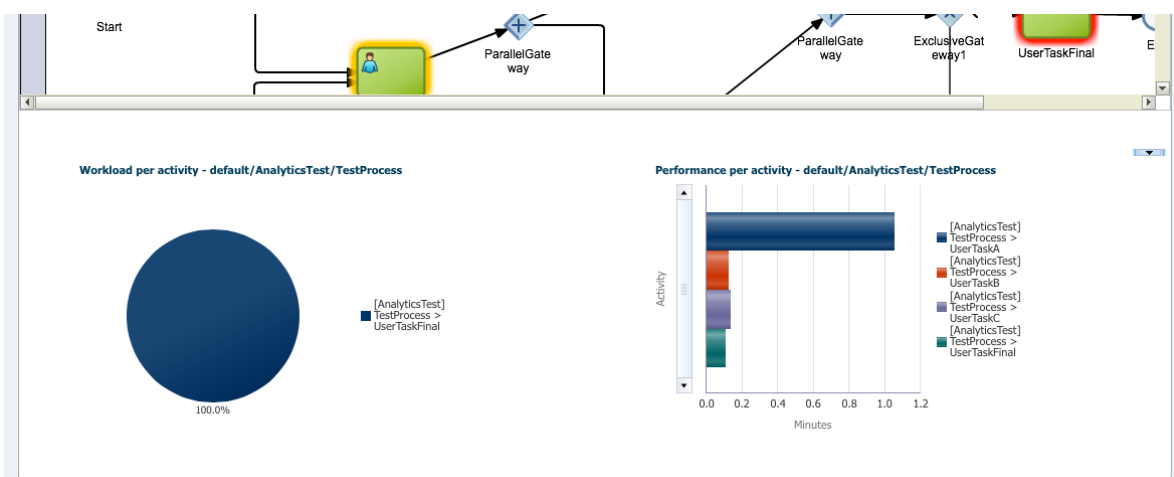 Start
ParallelGate
way
ParallelGate
way
ExclusiveGat
eway1
UserTaskFinal
E
Workload per activity - default/AnalyticsTest/TestProcess
[AnalyticsTest]
TestProcess >
UserTaskFinal
100.0%
Performance per activity - default/AnalyticsTest/TestProcess
Activity
[AnalyticsTest]
TestProcess >
UserTaskA
[AnalyticsTest]
TestProcess >
UserTaskB
[AnalyticsTest]
TestProcess >
UserTaskC
[AnalyticsTest]
TestProcess >
UserTaskFinal
0.0 0.2 0.4 0.6 0.8 1.0 1.2
Minutes